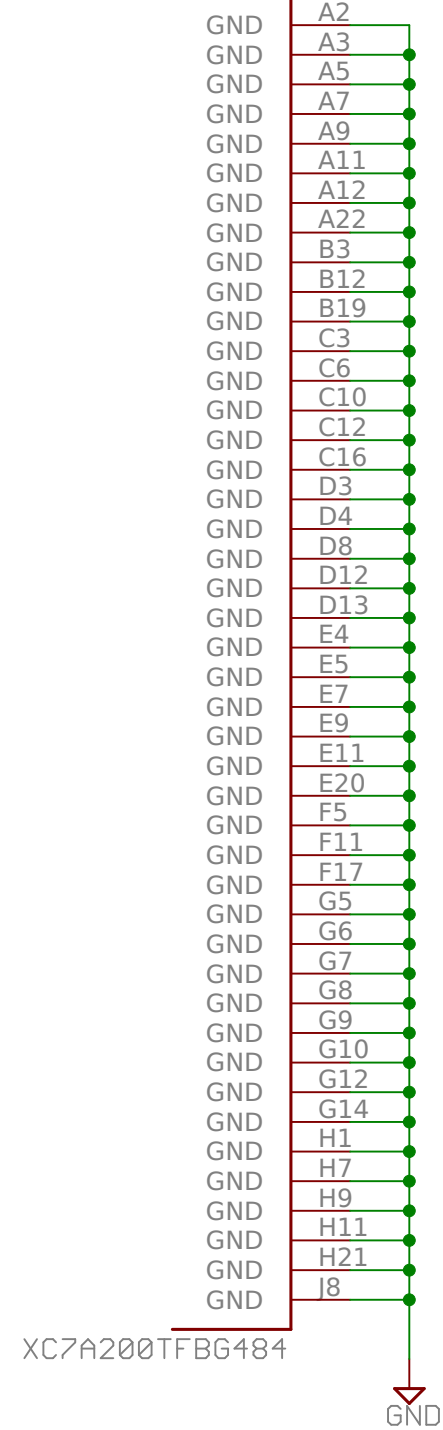 GND A2
GND A3
GND A5
GND A7
GND A9
GND A11
GND A12
GND A22
GND B3
GND B12
GND B19
GND C3
GND C6
GND C10
GND C12
GND C16
GND D3
GND D4
GND D8
GND D12
GND D13
GND E4
GND E5
GND E7
GND E9
GND E11
GND E20
GND F5
GND F11
GND F17
GND G5
GND G6
GND G7
GND G8
GND G9
GND G10
GND G12
GND G14
GND H1
GND H7
GND H9
GND H11
GND H21
GND J8
XC7A200TFBG484
GND